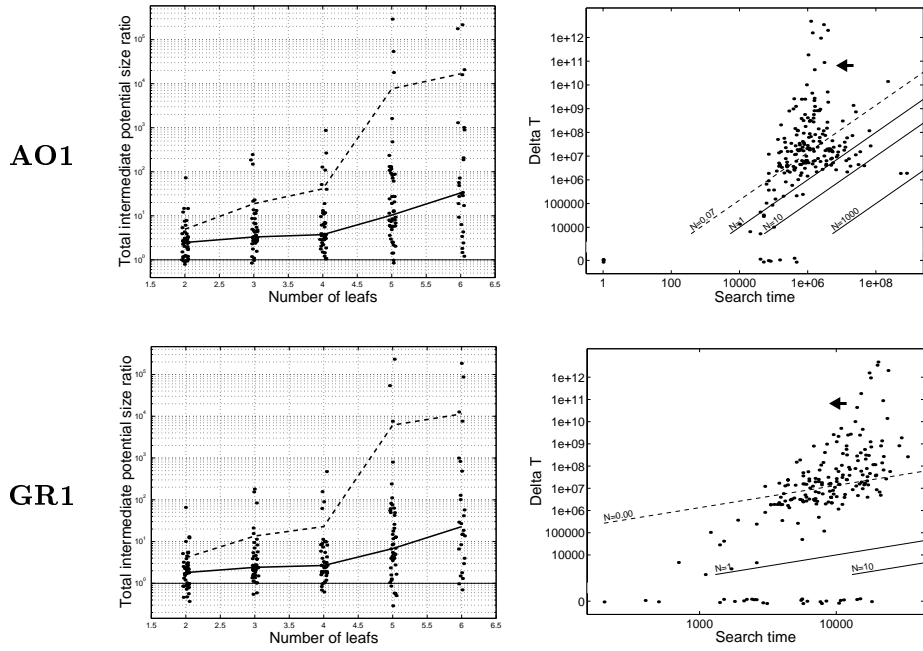 AO1
Total intermediate potential size ratio
10^5
10^4
10^3
10^2
10^1
10^0
1.5 2 2.5 3 3.5 4 4.5 5 5.5 6 6.5
Number of leafs
Delta T
1e+12
1e+11
1e+10
1e+09
1e+08
1e+07
1e+06
100000
10000
0
N=0.07
N=1
N=10
N=1000
1 100 10000 1e+06 1e+08
Search time
GR1
Total intermediate potential size ratio
10^5
10^4
10^3
10^2
10^1
10^0
1.5 2 2.5 3 3.5 4 4.5 5 5.5 6 6.5
Number of leafs
Delta T
1e+12
1e+11
1e+10
1e+09
1e+08
1e+07
1e+06
100000
10000
0
N=0.00
N=1
N=10
1000 10000
Search time